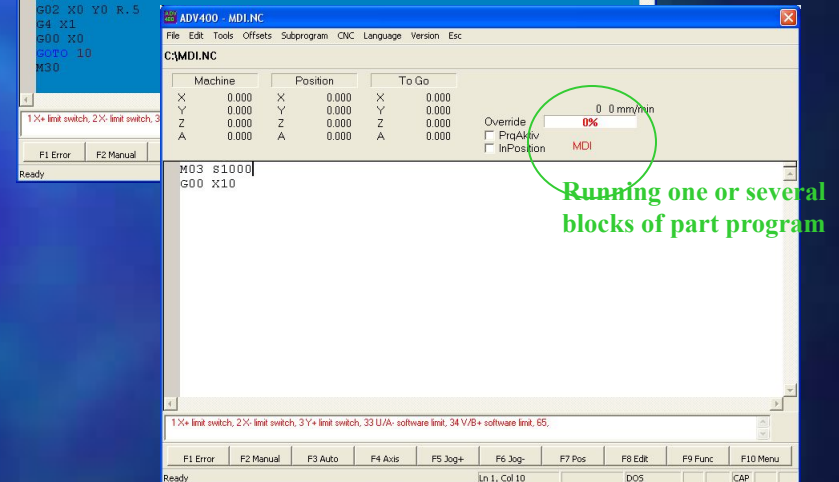 G02 X0 Y0 R.5
G4 X1
G00 X0
GOTO 10
M30
1 X+ limit switch, 2 X- limit switch, 3
F1 Error F2 Manual
Ready
ADV400 - MDI.NC
File Edit Tools Offsets Subprogram CNC Language Version Esc
C:\MDI.NC
Machine Position To Go
X 0.000 X 0.000 X 0.000
Y 0.000 Y 0.000 Y 0.000
Z 0.000 Z 0.000 Z 0.000
A 0.000 A 0.000 A 0.000
0 0 mm/min
Override 0%
PrqAktiv
InPosition MDI
M03 S1000
G00 X10
Running one or several
blocks of part program
1 X+ limit switch, 2 X- limit switch, 3 Y+ limit switch, 33 U/A- software limit, 34 V/B+ software limit, 65,
F1 Error F2 Manual F3 Auto F4 Axis F5 Jog+ F6 Jog- F7 Pos F8 Edit F9 Func F10 Menu
Ready Ln 1, Col 10 DOS CAP